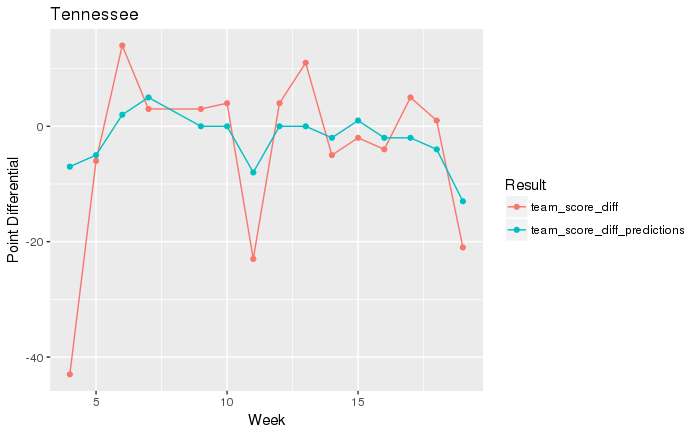 Tennessee
Point Differential
0
-20
-40
5
10
15
Week
Result
team_score_diff
team_score_diff_predictions